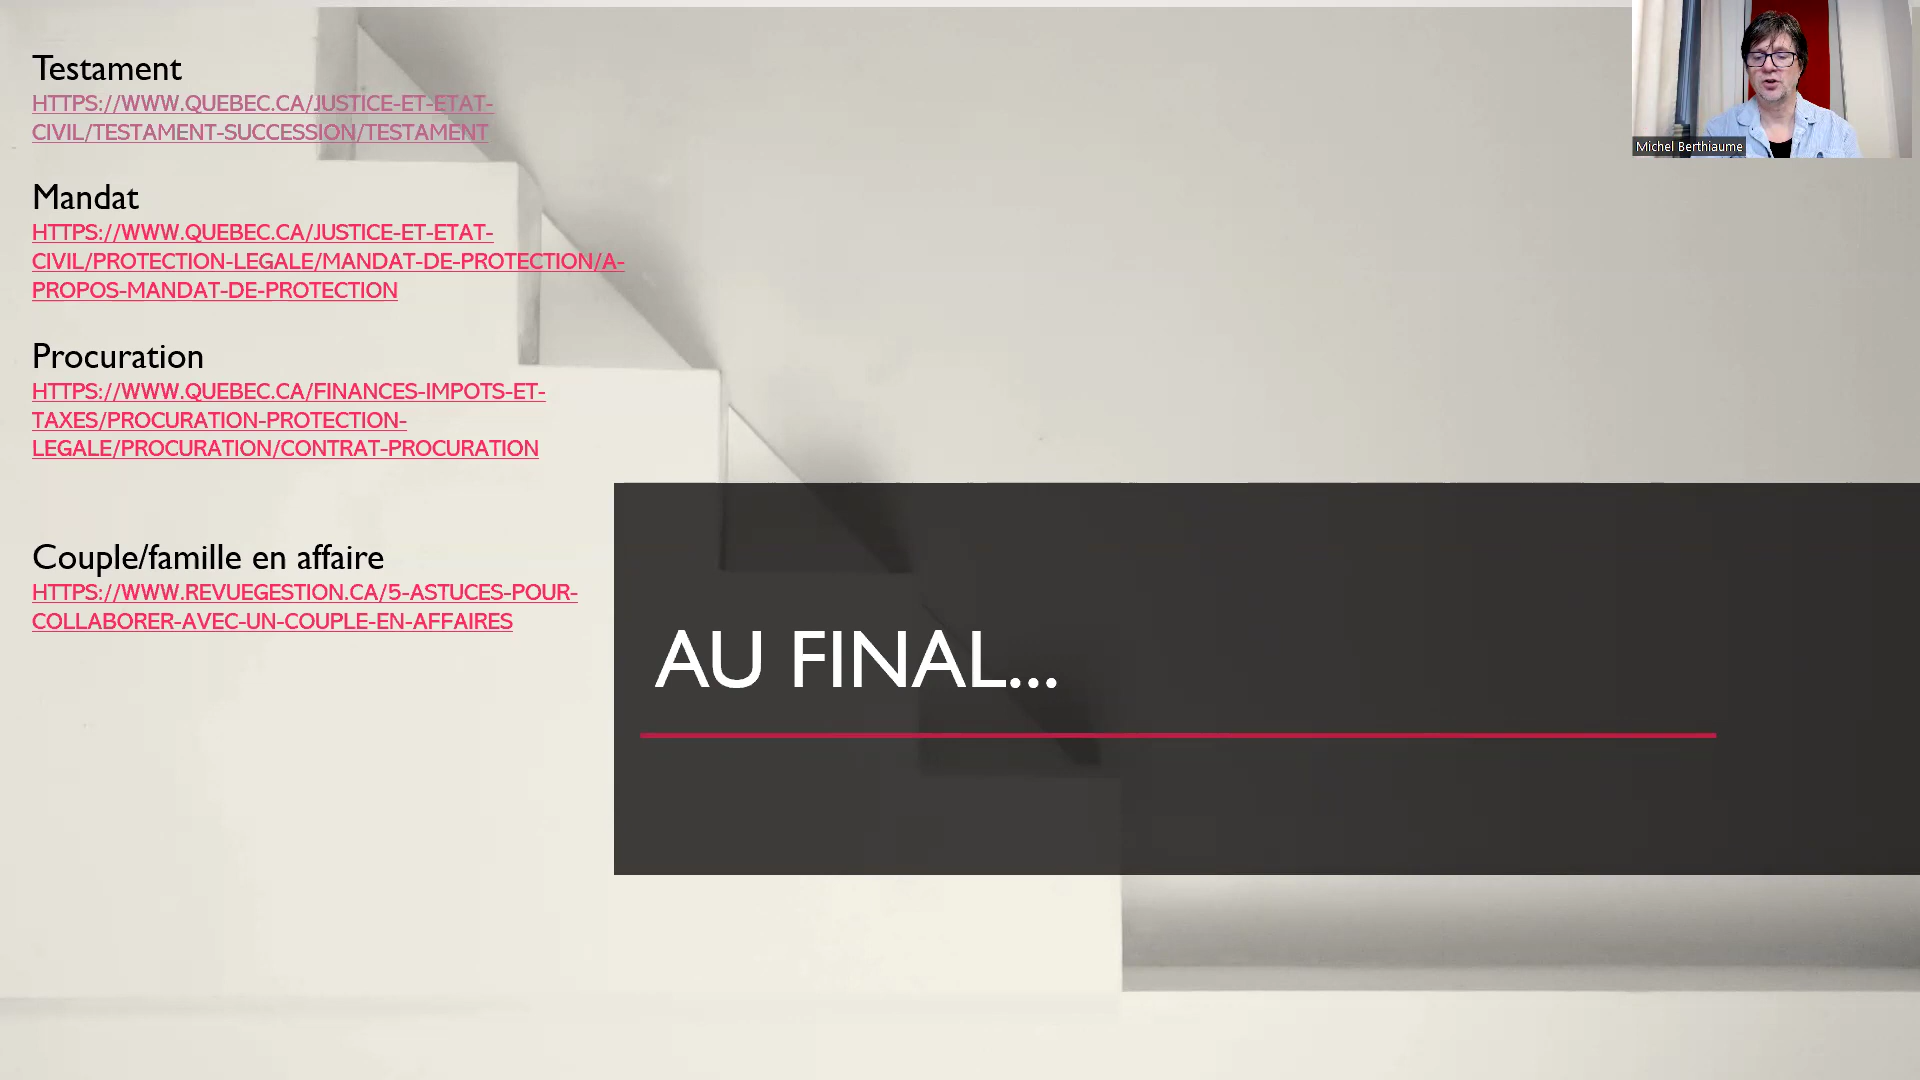 Testament
HTTPS://WWW.QUEBEC.CA/JUSTICE-ET-ETAT-
CIVIL/TESTAMENT-SUCCESSION/TESTAMENT
Mandat
HTTPS://WWW.QUEBEC.CA/JUSTICE-ET-ETAT-
CIVIL/PROTECTION-LEGALE/MANDAT-DE-PROTECTION/A-
PROPOS-MANDAT-DE-PROTECTION
Procuration
HTTPS://WWW.QUEBEC.CA/FINANCES-IMPOTS-ET-
TAXES/PROCURATION-PROTECTION-
LEGALE/PROCURATION/CONTRAT-PROCURATION
Couple/famille en affaire
HTTPS://WWW.REVUEGESTION.CA/5-ASTUCES-POUR-
COLLABORER-AVEC-UN-COUPLE-EN-AFFAIRES
AU FINAL...
Michel Berthiaume